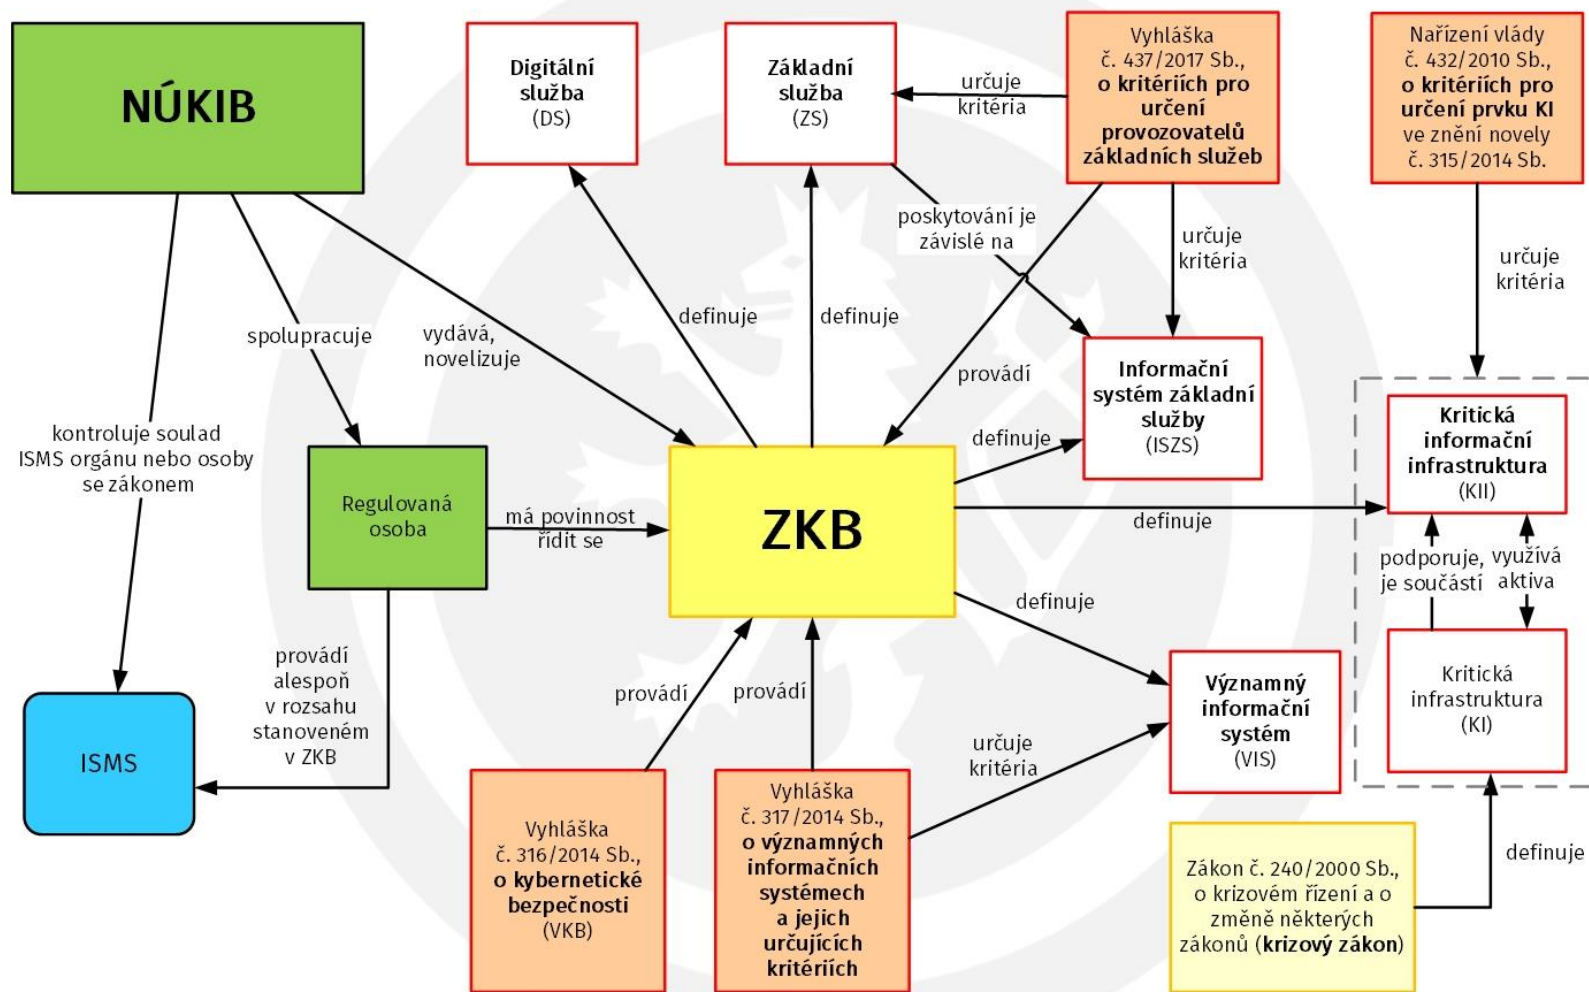 NÚKIB
Digitální
služba
(DS)
Základní
služba
(ZS)
určuje
kritéria
Vyhláška
č. 437/2017 Sb.,
o kritériích pro
určení
provozovatelů
základních služeb
Nařízení vlády
č. 432/2010 Sb.,
o kritériích pro
určení prvku KI
ve znění novely
č. 315/2014 Sb.
poskytování je
závislé na
určuje
kritéria
určuje
kritéria
spolupracuje
vydává,
novelizuje
definuje
definuje
provádí
Informační
systém základní
služby
(ISZS)
kontroluje soulad
ISMS orgánu nebo osoby
se zákonem
Regulovaná
osoba
má povinnost
řídit se
ZKB
definuje
definuje
Kritická
informační
infrastruktura
(KII)
podporuje,
je součástí
využívá
aktiva
definuje
provádí
alespoň
v rozsahu
stanoveném
v ZKB
ISMS
provádí
provádí
určuje
kritéria
Významný
informační
systém
(VIS)
Kritická
infrastruktura
(KI)
Vyhláška
č. 316/2014 Sb.,
o kybernetické
bezpečnosti
(VKB)
Vyhláška
č. 317/2014 Sb.,
o významných
informačních
systémech
a jejich
určujících
kritériích
Zákon č. 240/2000 Sb.,
o krizovém řízení a o
změně některých
zákonů (krizový zákon)
definuje